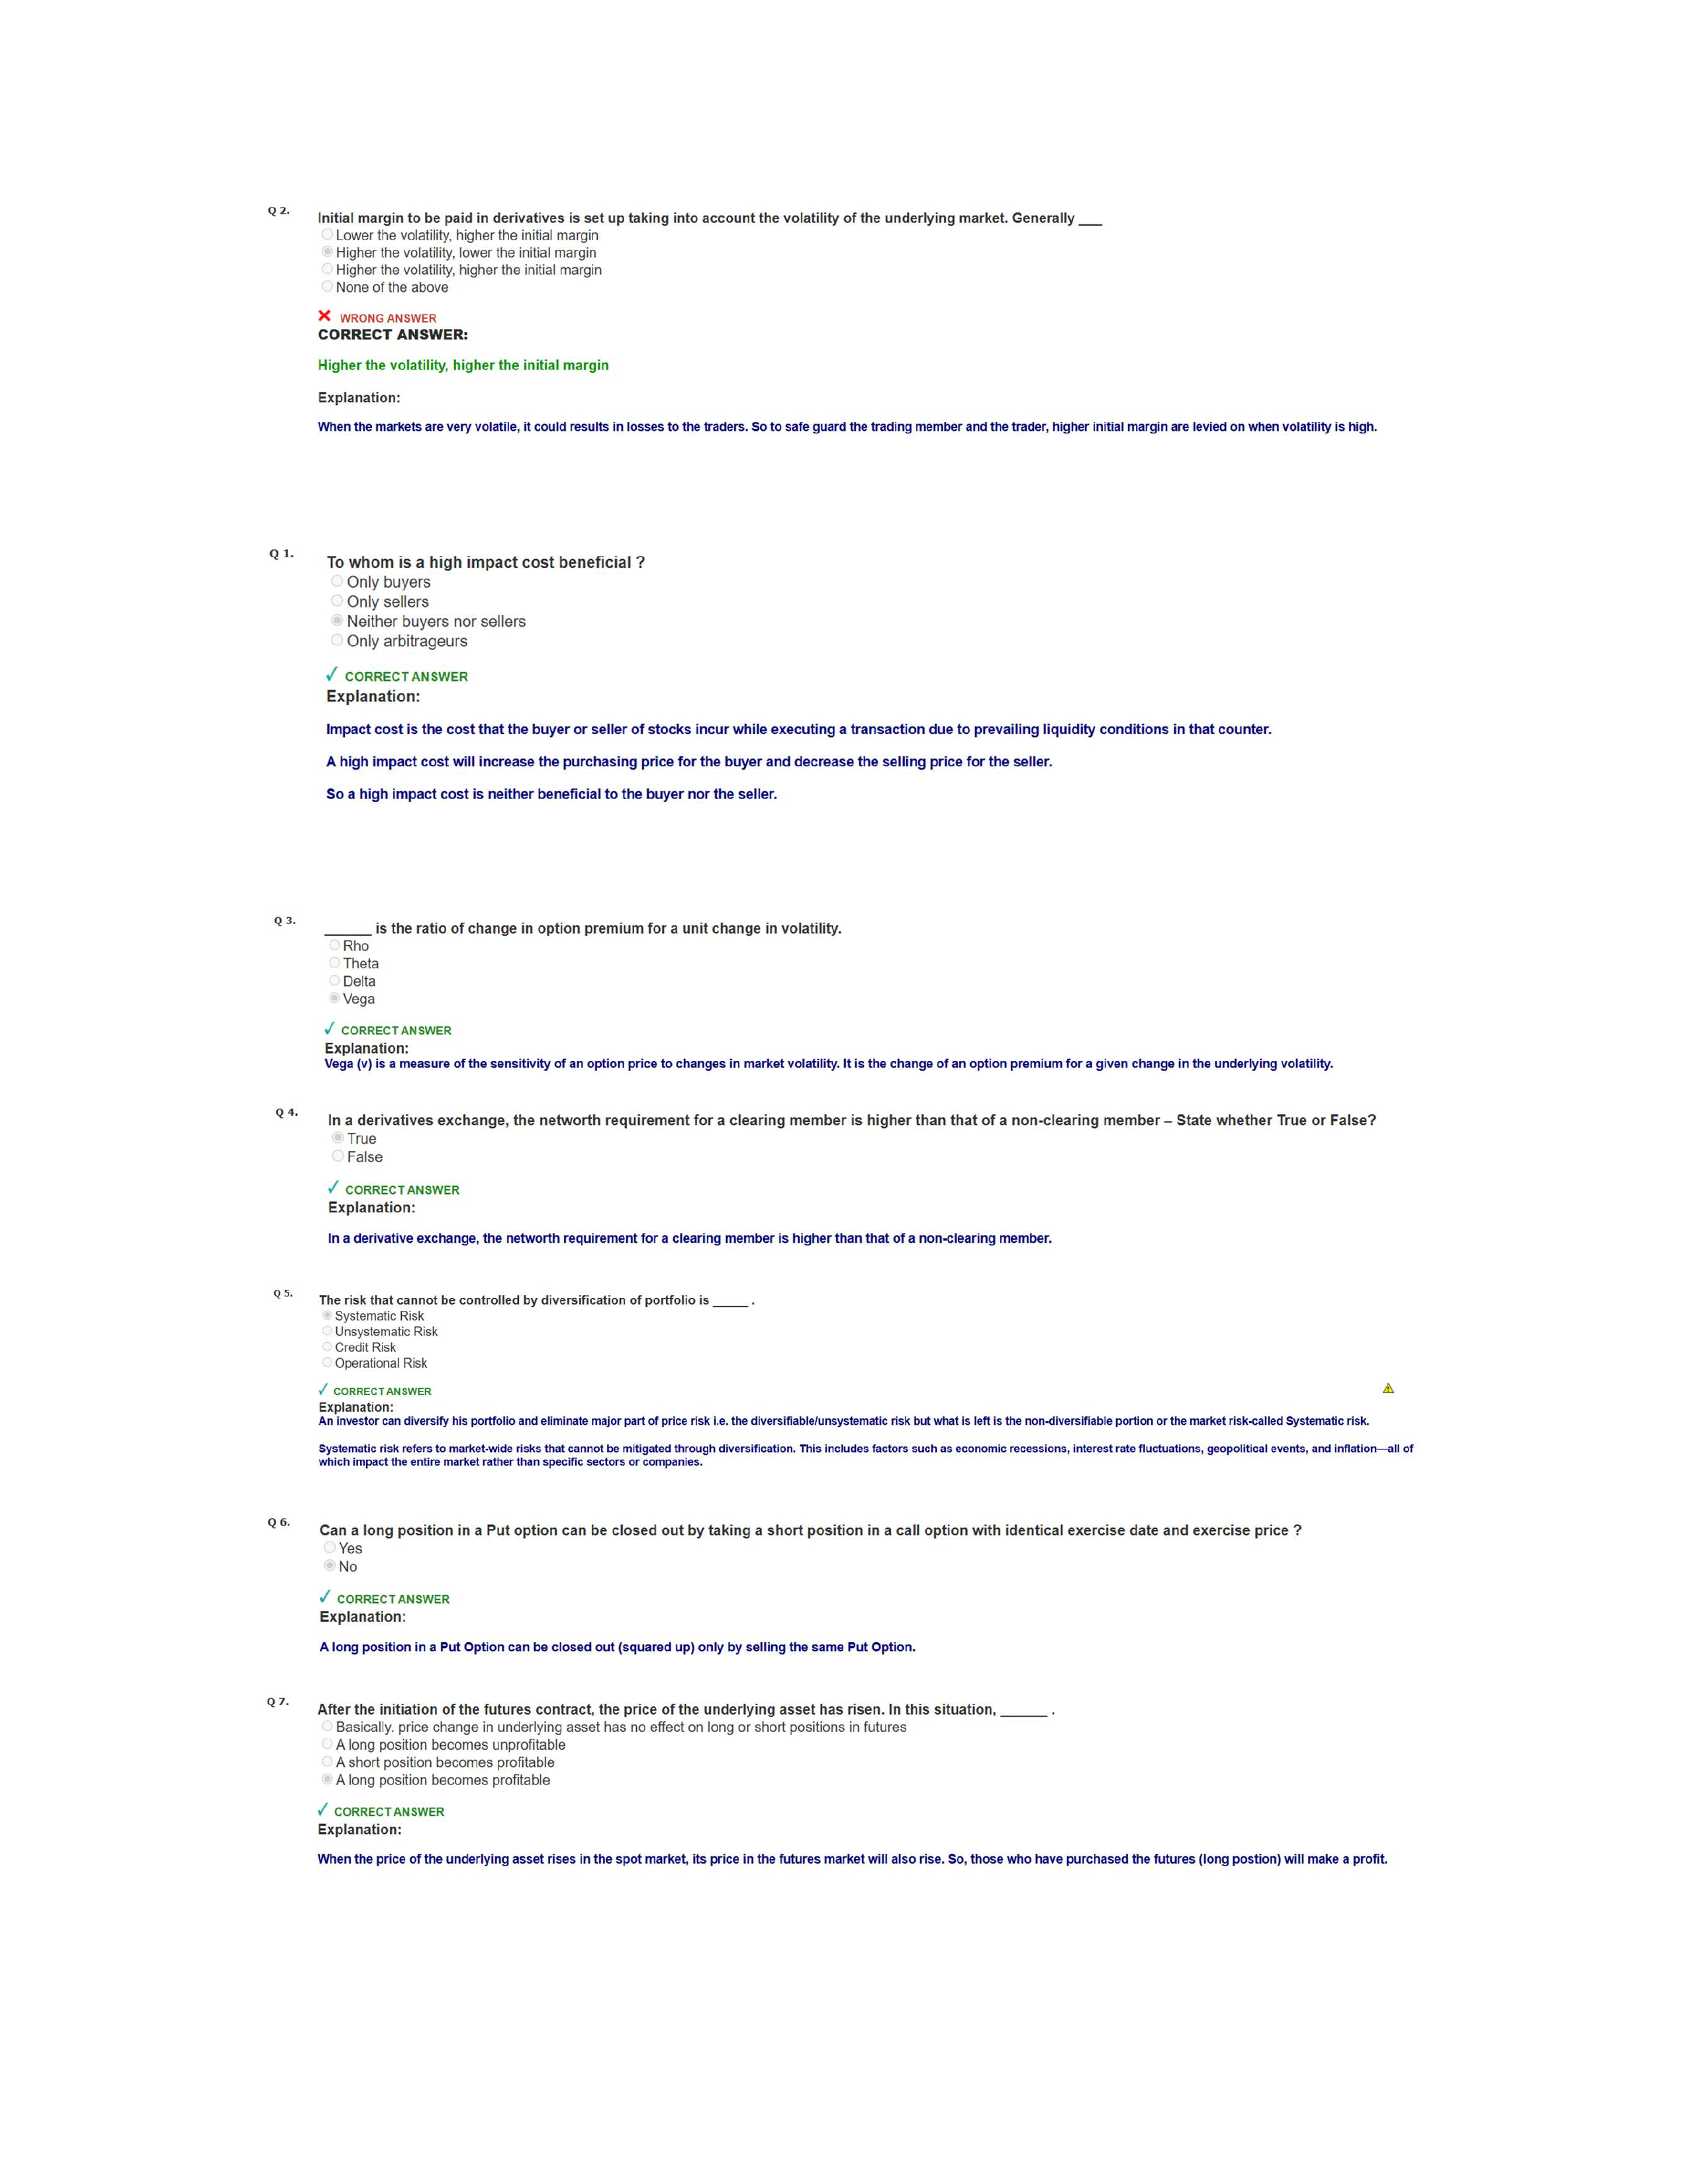 Q 2.
Initial margin to be paid in derivatives is set up taking into account the volatility of the underlying market. Generally ___
Lower the volatility, higher the initial margin
Higher the volatility, lower the initial margin
Higher the volatility, higher the initial margin
None of the above
WRONG ANSWER
CORRECT ANSWER:
Higher the volatility, higher the initial margin
Explanation:
When the markets are very volatile, it could results in losses to the traders. So to safe guard the trading member and the trader, higher initial margin are levied on when volatility is high.
Q 1.
To whom is a high impact cost beneficial ?
Only buyers
Only sellers
Neither buyers nor sellers
Only arbitrageurs
CORRECT ANSWER
Explanation:
Impact cost is the cost that the buyer or seller of stocks incur while executing a transaction due to prevailing liquidity conditions in that counter.
A high impact cost will increase the purchasing price for the buyer and decrease the selling price for the seller.
So a high impact cost is neither beneficial to the buyer nor the seller.
Q 3.
______ is the ratio of change in option premium for a unit change in volatility.
Rho
Theta
Delta
Vega
CORRECT ANSWER
Explanation:
Vega (v) is a measure of the sensitivity of an option price to changes in market volatility. It is the change of an option premium for a given change in the underlying volatility.
Q 4.
In a derivatives exchange, the networth requirement for a clearing member is higher than that of a non-clearing member – State whether True or False?
True
False
CORRECT ANSWER
Explanation:
In a derivative exchange, the networth requirement for a clearing member is higher than that of a non-clearing member.
Q 5.
The risk that cannot be controlled by diversification of portfolio is _____ .
Systematic Risk
Unsystematic Risk
Credit Risk
Operational Risk
CORRECT ANSWER
Explanation:
An investor can diversify his portfolio and eliminate major part of price risk i.e. the diversifiable/unsystematic risk but what is left is the non-diversifiable portion or the market risk-called Systematic risk.
Systematic risk refers to market-wide risks that cannot be mitigated through diversification. This includes factors such as economic recessions, interest rate fluctuations, geopolitical events, and inflation—all of
which impact the entire market rather than specific sectors or companies.
Q 6.
Can a long position in a Put option can be closed out by taking a short position in a call option with identical exercise date and exercise price ?
Yes
No
CORRECT ANSWER
Explanation:
A long position in a Put Option can be closed out (squared up) only by selling the same Put Option.
Q 7.
After the initiation of the futures contract, the price of the underlying asset has risen. In this situation, ______ .
Basically. price change in underlying asset has no effect on long or short positions in futures
A long position becomes unprofitable
A short position becomes profitable
A long position becomes profitable
CORRECT ANSWER
Explanation:
When the price of the underlying asset rises in the spot market, its price in the futures market will also rise. So, those who have purchased the futures (long postion) will make a profit.